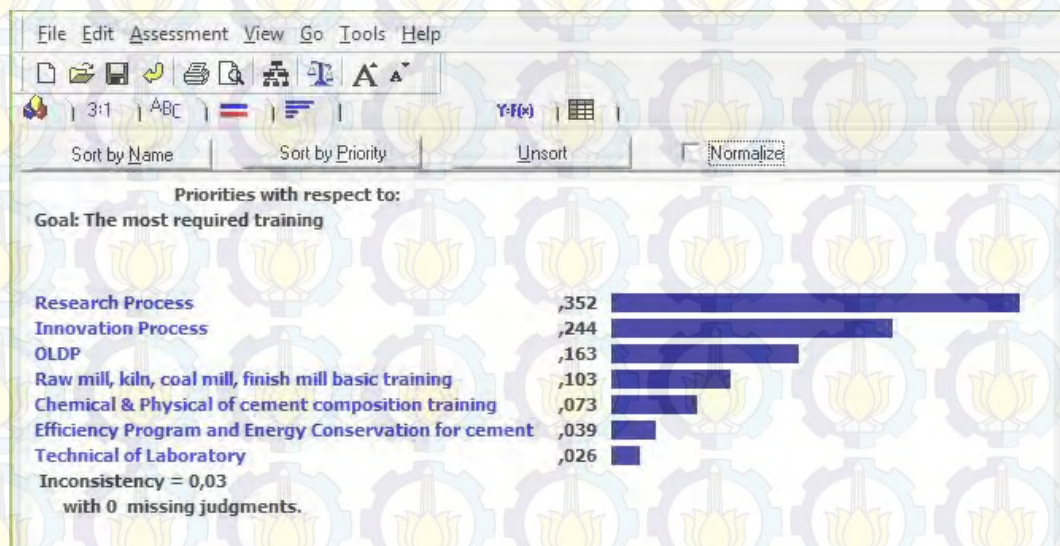 File Edit Assessment View Go Tools Help
A A
3:1 ABC Y=F(x)
Sort by Name Sort by Priority Unsort Normalize
Priorities with respect to:
Goal: The most required training
Research Process ,352
Innovation Process ,244
OLDP ,163
Raw mill, kiln, coal mill, finish mill basic training ,103
Chemical & Physical of cement composition training ,073
Efficiency Program and Energy Conservation for cement ,039
Technical of Laboratory ,026
Inconsistency = 0,03
with 0 missing judgments.